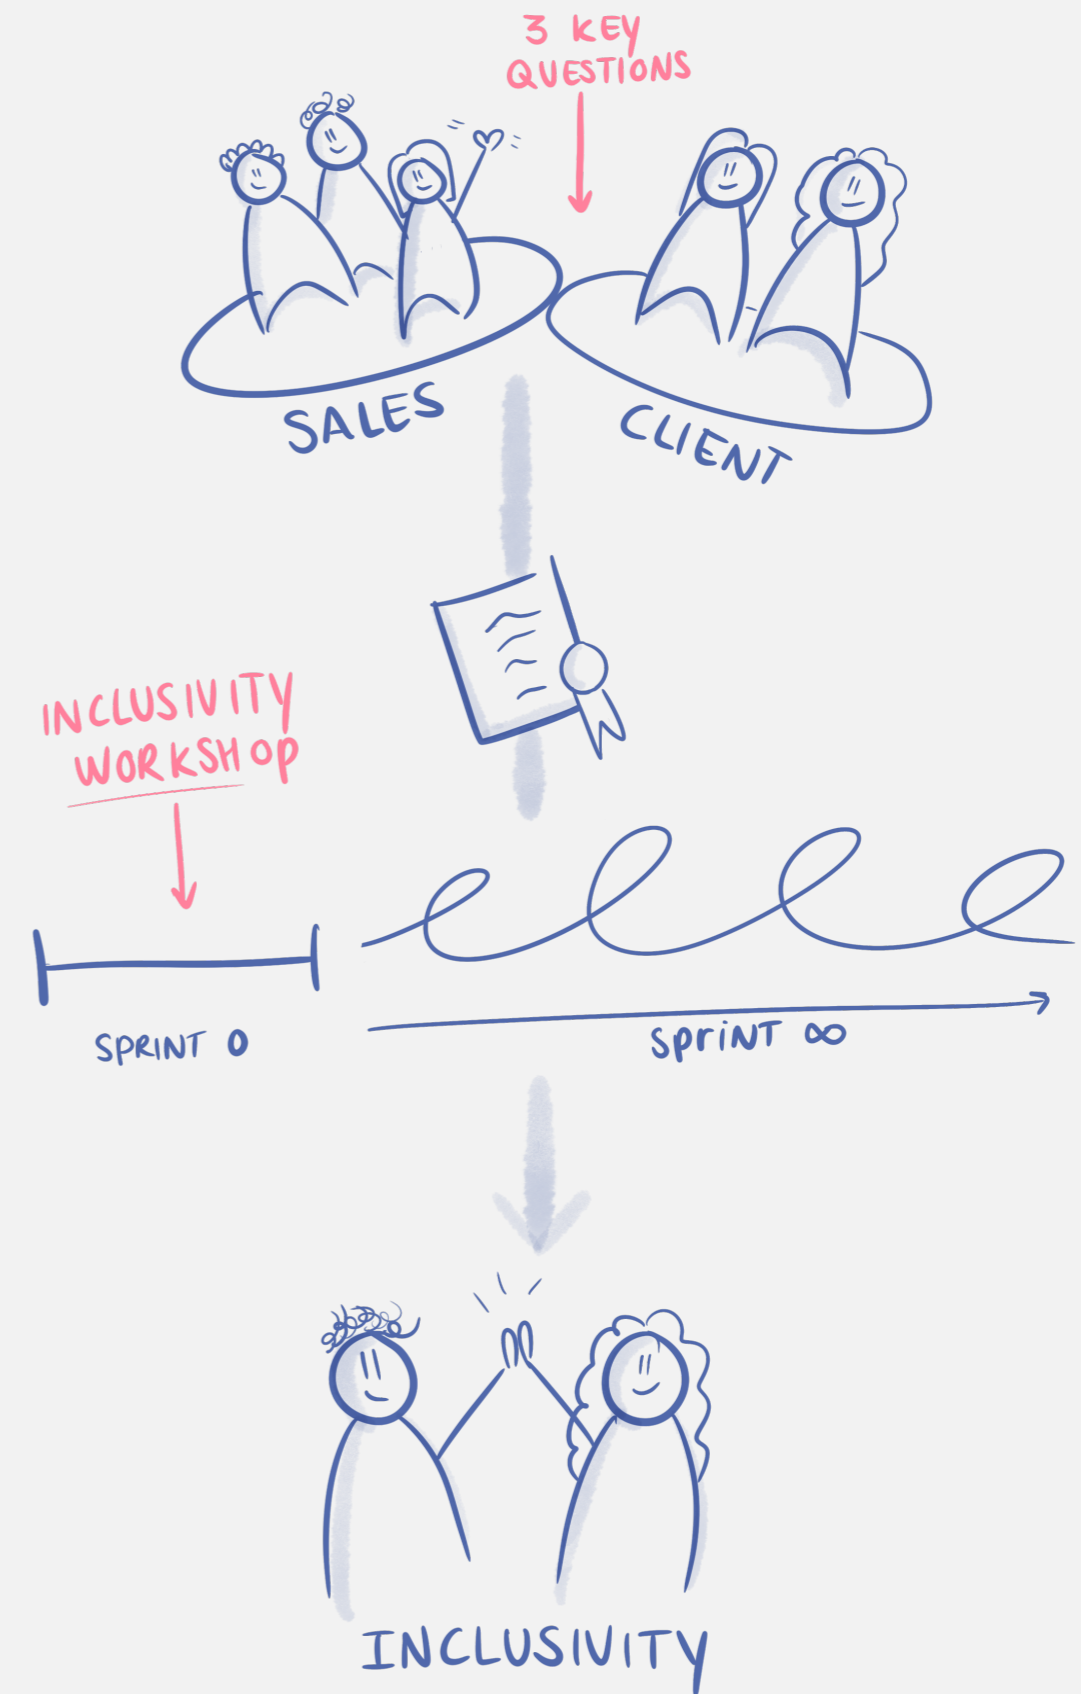 3 KEY
QUESTIONS
SALES
CLIENT
INCLUSIVITY
WORKSHOP
SPRINT 0
SPRINT ∞
INCLUSIVITY